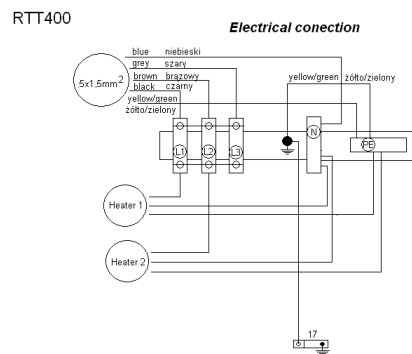 RTT400
Electrical conection
blue niebieski
grey szary
brown brązowy
black czarny
yellow/green
żółto/zielony
5x1,5mm2
yellow/green żółto/zielony
L1 L2 L3 N PE
Heater 1
Heater 2
17